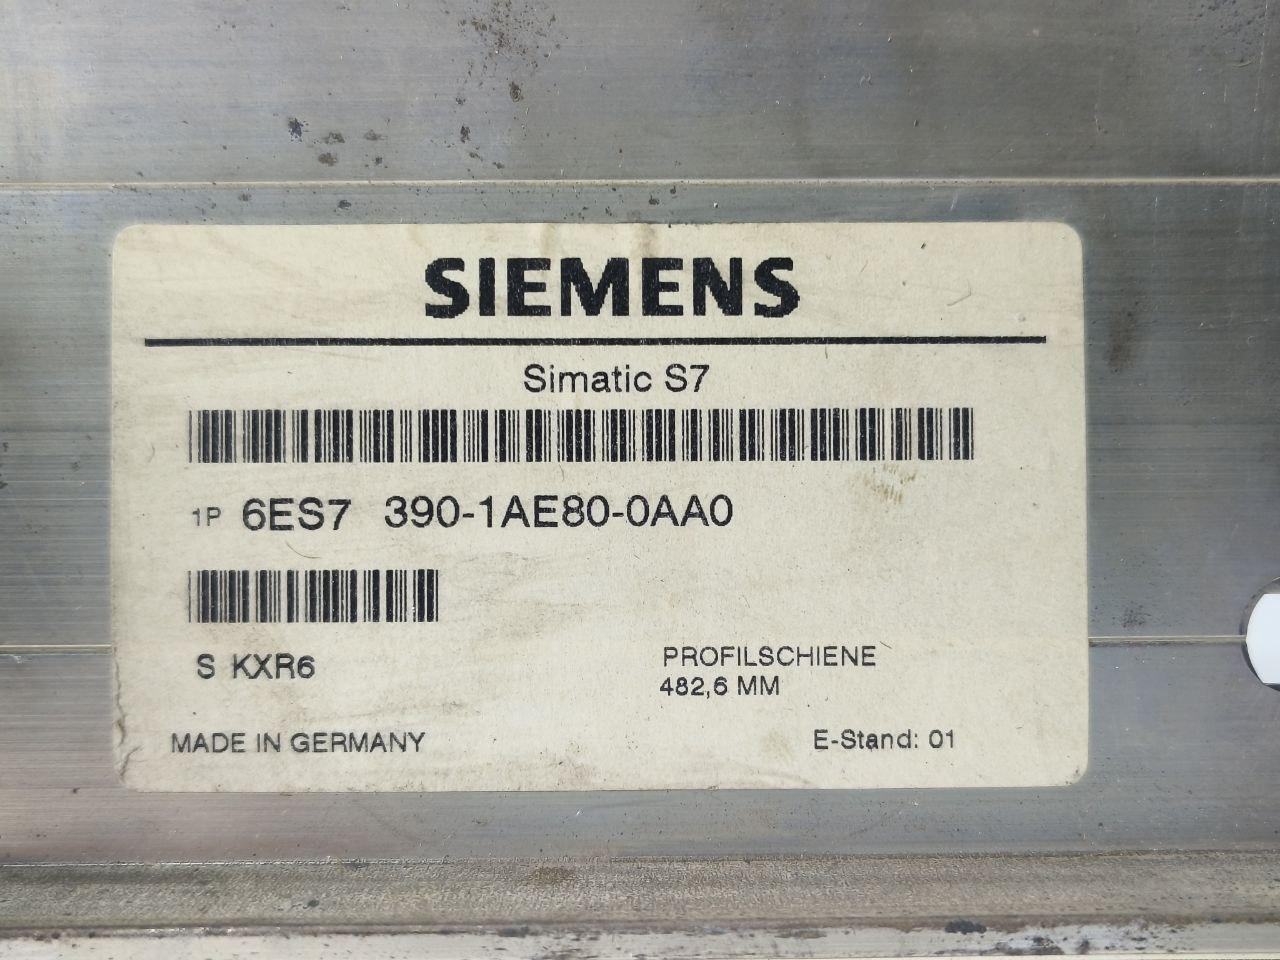 SIEMENS
Simatic S7
1P 6ES7 390-1AE80-0AA0
S KXR6
PROFILSCHIENE
482,6 MM
MADE IN GERMANY
E-Stand: 01